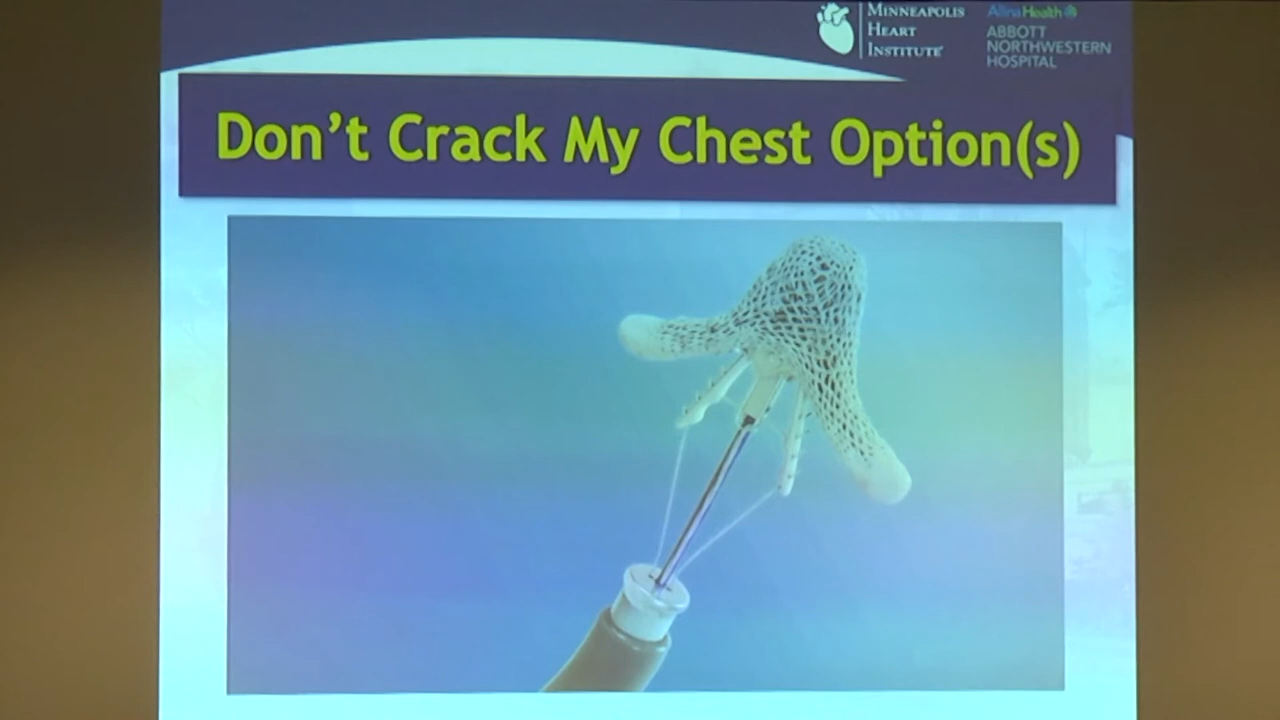 MINNEAPOLIS
HEART
INSTITUTE®
Allina Health
ABBOTT
NORTHWESTERN
HOSPITAL
Don't Crack My Chest Option(s)